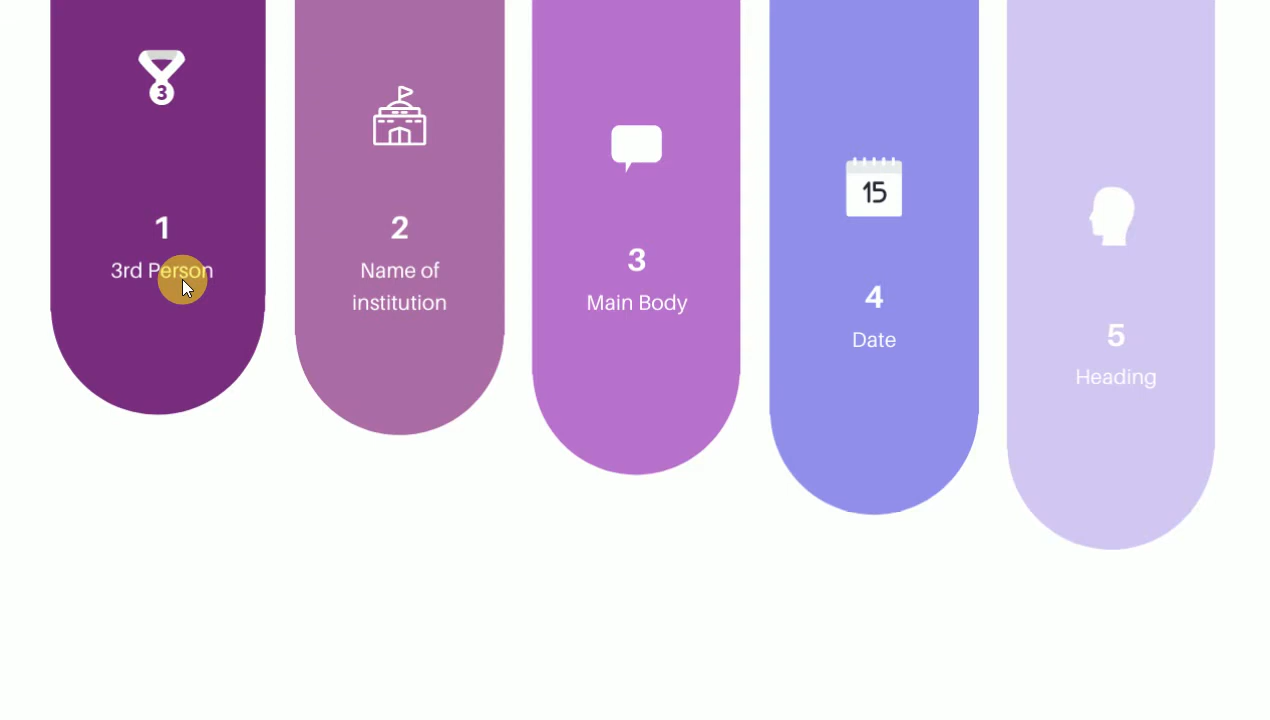 3
1
3rd Person
2
Name of
institution
3
Main Body
15
4
Date
5
Heading